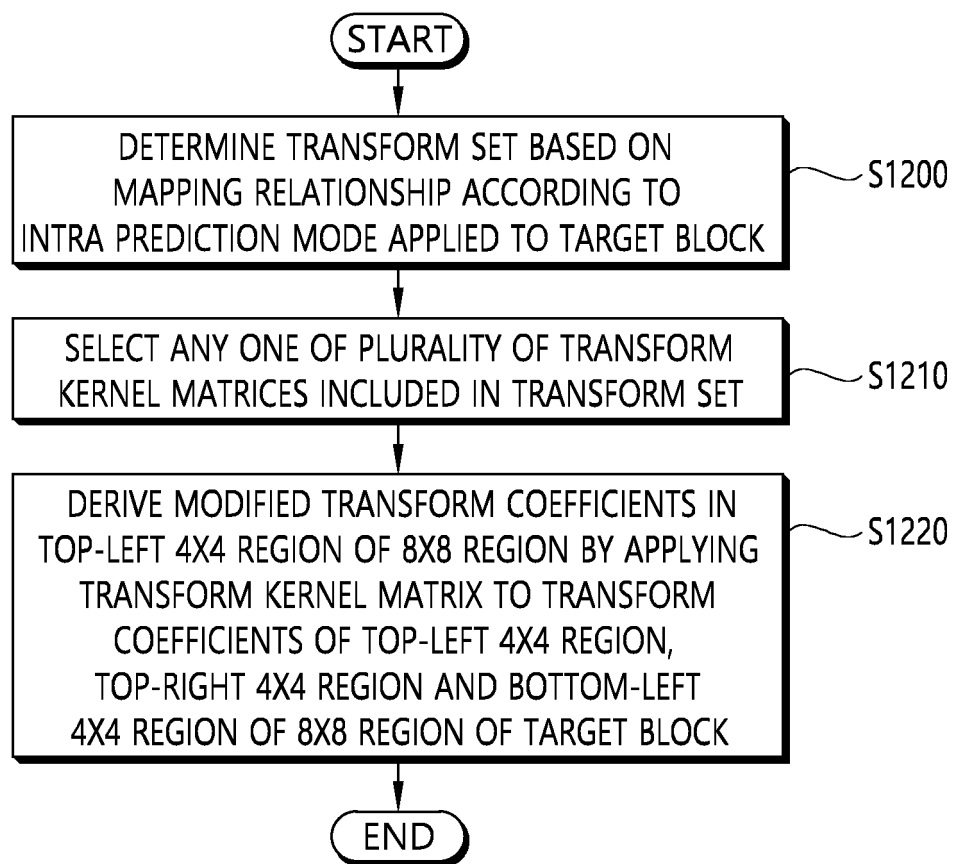 START
DETERMINE TRANSFORM SET BASED ON
MAPPING RELATIONSHIP ACCORDING TO
INTRA PREDICTION MODE APPLIED TO TARGET BLOCK
S1200
SELECT ANY ONE OF PLURALITY OF TRANSFORM
KERNEL MATRICES INCLUDED IN TRANSFORM SET
S1210
DERIVE MODIFIED TRANSFORM COEFFICIENTS IN
TOP-LEFT 4X4 REGION OF 8X8 REGION BY APPLYING
TRANSFORM KERNEL MATRIX TO TRANSFORM
COEFFICIENTS OF TOP-LEFT 4X4 REGION,
TOP-RIGHT 4X4 REGION AND BOTTOM-LEFT
4X4 REGION OF 8X8 REGION OF TARGET BLOCK
S1220
END